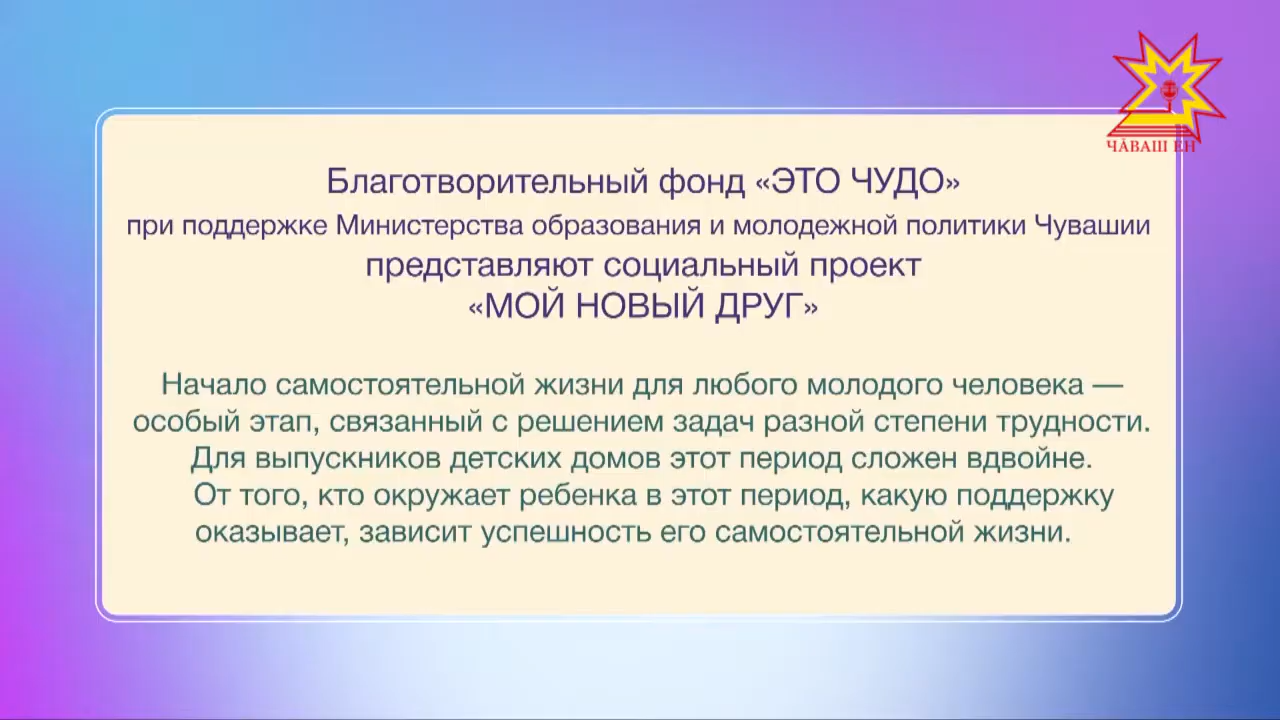 ЧӐВАШ ЕН
Благотворительный фонд «ЭТО ЧУДО»
при поддержке Министерства образования и молодежной политики Чувашии
представляют социальный проект
«МОЙ НОВЫЙ ДРУГ»
Начало самостоятельной жизни для любого молодого человека —
особый этап, связанный с решением задач разной степени трудности.
Для выпускников детских домов этот период сложен вдвойне.
От того, кто окружает ребенка в этот период, какую поддержку
оказывает, зависит успешность его самостоятельной жизни.